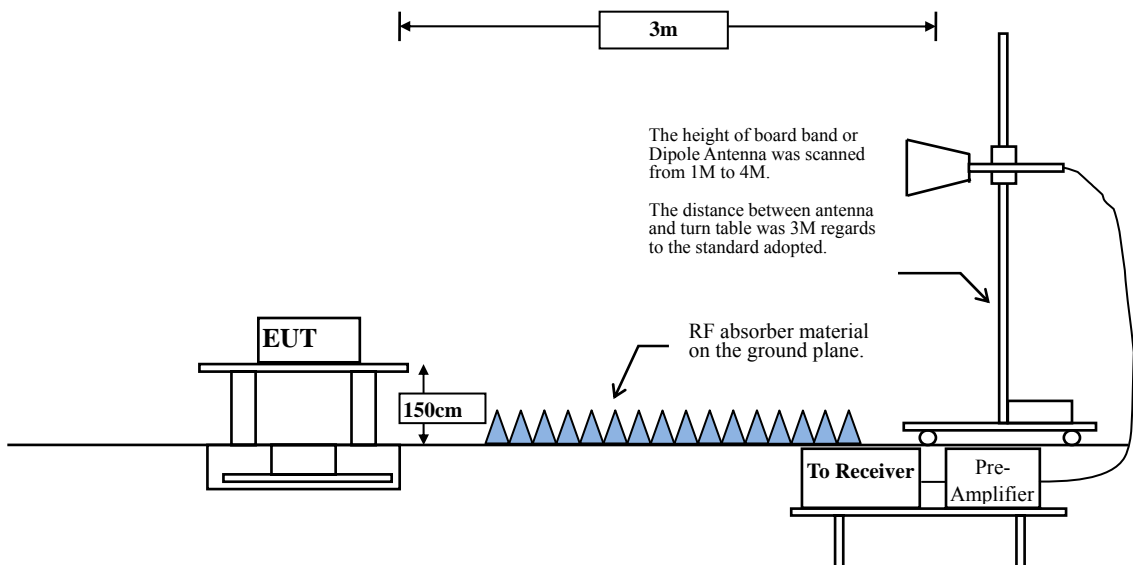 3m
The height of board band or
Dipole Antenna was scanned
from 1M to 4M.
The distance between antenna
and turn table was 3M regards
to the standard adopted.
EUT
RF absorber material
on the ground plane.
150cm
To Receiver
Pre-
Amplifier